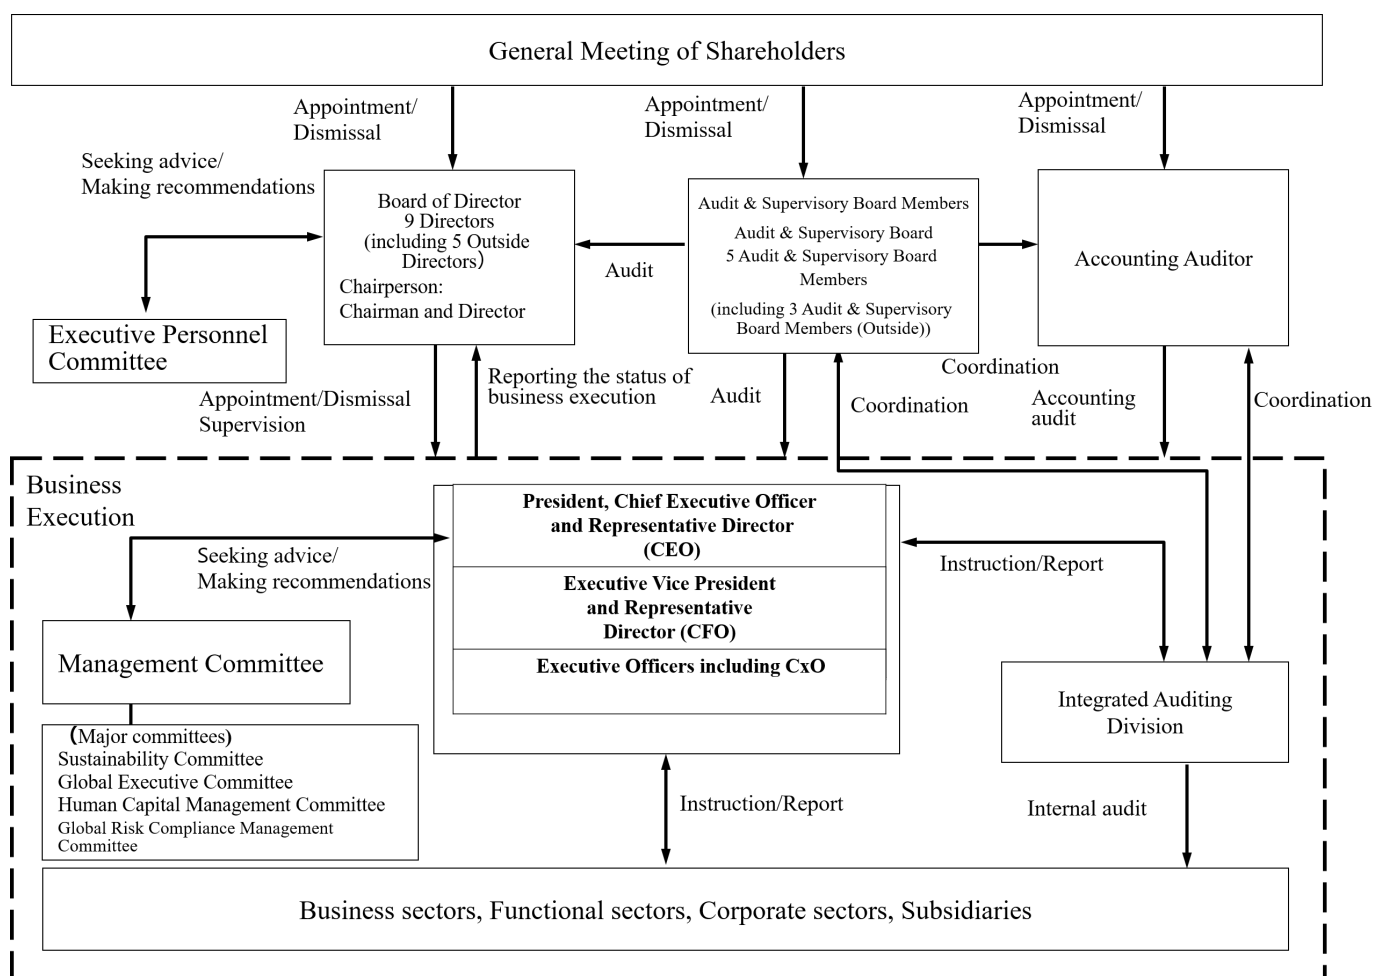 General Meeting of Shareholders
Appointment/
Dismissal
Appointment/
Dismissal
Appointment/
Dismissal
Seeking advice/
Making recommendations
Board of Director
9 Directors
(including 5 Outside
Directors)
Chairperson:
Chairman and Director
Audit
Audit & Supervisory Board Members
Audit & Supervisory Board
5 Audit & Supervisory Board
Members
(including 3 Audit & Supervisory
Board Members (Outside))
Accounting Auditor
Executive Personnel
Committee
Appointment/Dismissal
Supervision
Reporting the status of
business execution
Audit
Coordination
Coordination
Accounting
audit
Coordination
Business
Execution
President, Chief Executive Officer
and Representative Director
(CEO)
Executive Vice President
and Representative
Director (CFO)
Executive Officers including CxO
Seeking advice/
Making recommendations
Instruction/Report
Management Committee
(Major committees)
Sustainability Committee
Global Executive Committee
Human Capital Management Committee
Global Risk Compliance Management
Committee
Integrated Auditing
Division
Instruction/Report
Internal audit
Business sectors, Functional sectors, Corporate sectors, Subsidiaries